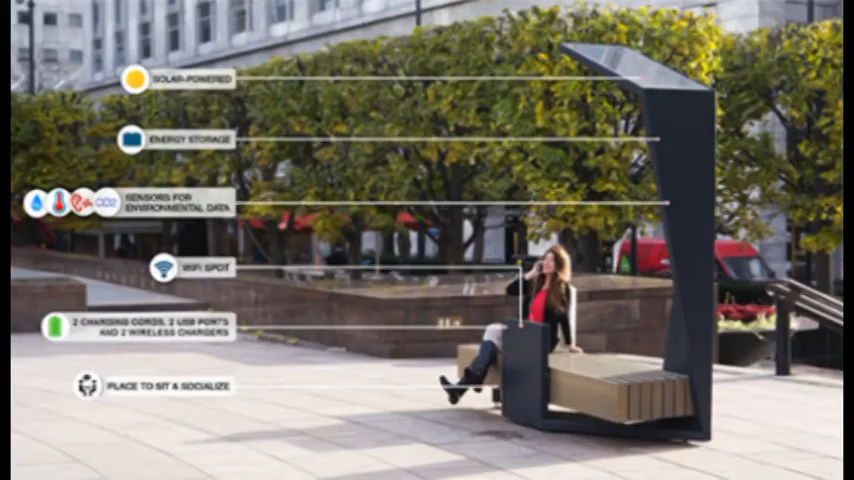 SOLAR-POWERED
ENERGY STORAGE
CO2
SENSORS FOR
ENVIRONMENTAL DATA
WIFI SPOT
2 CHARGING CORDS, 2 USB PORTS
AND 2 WIRELESS CHARGERS
PLACE TO SIT & SOCIALIZE